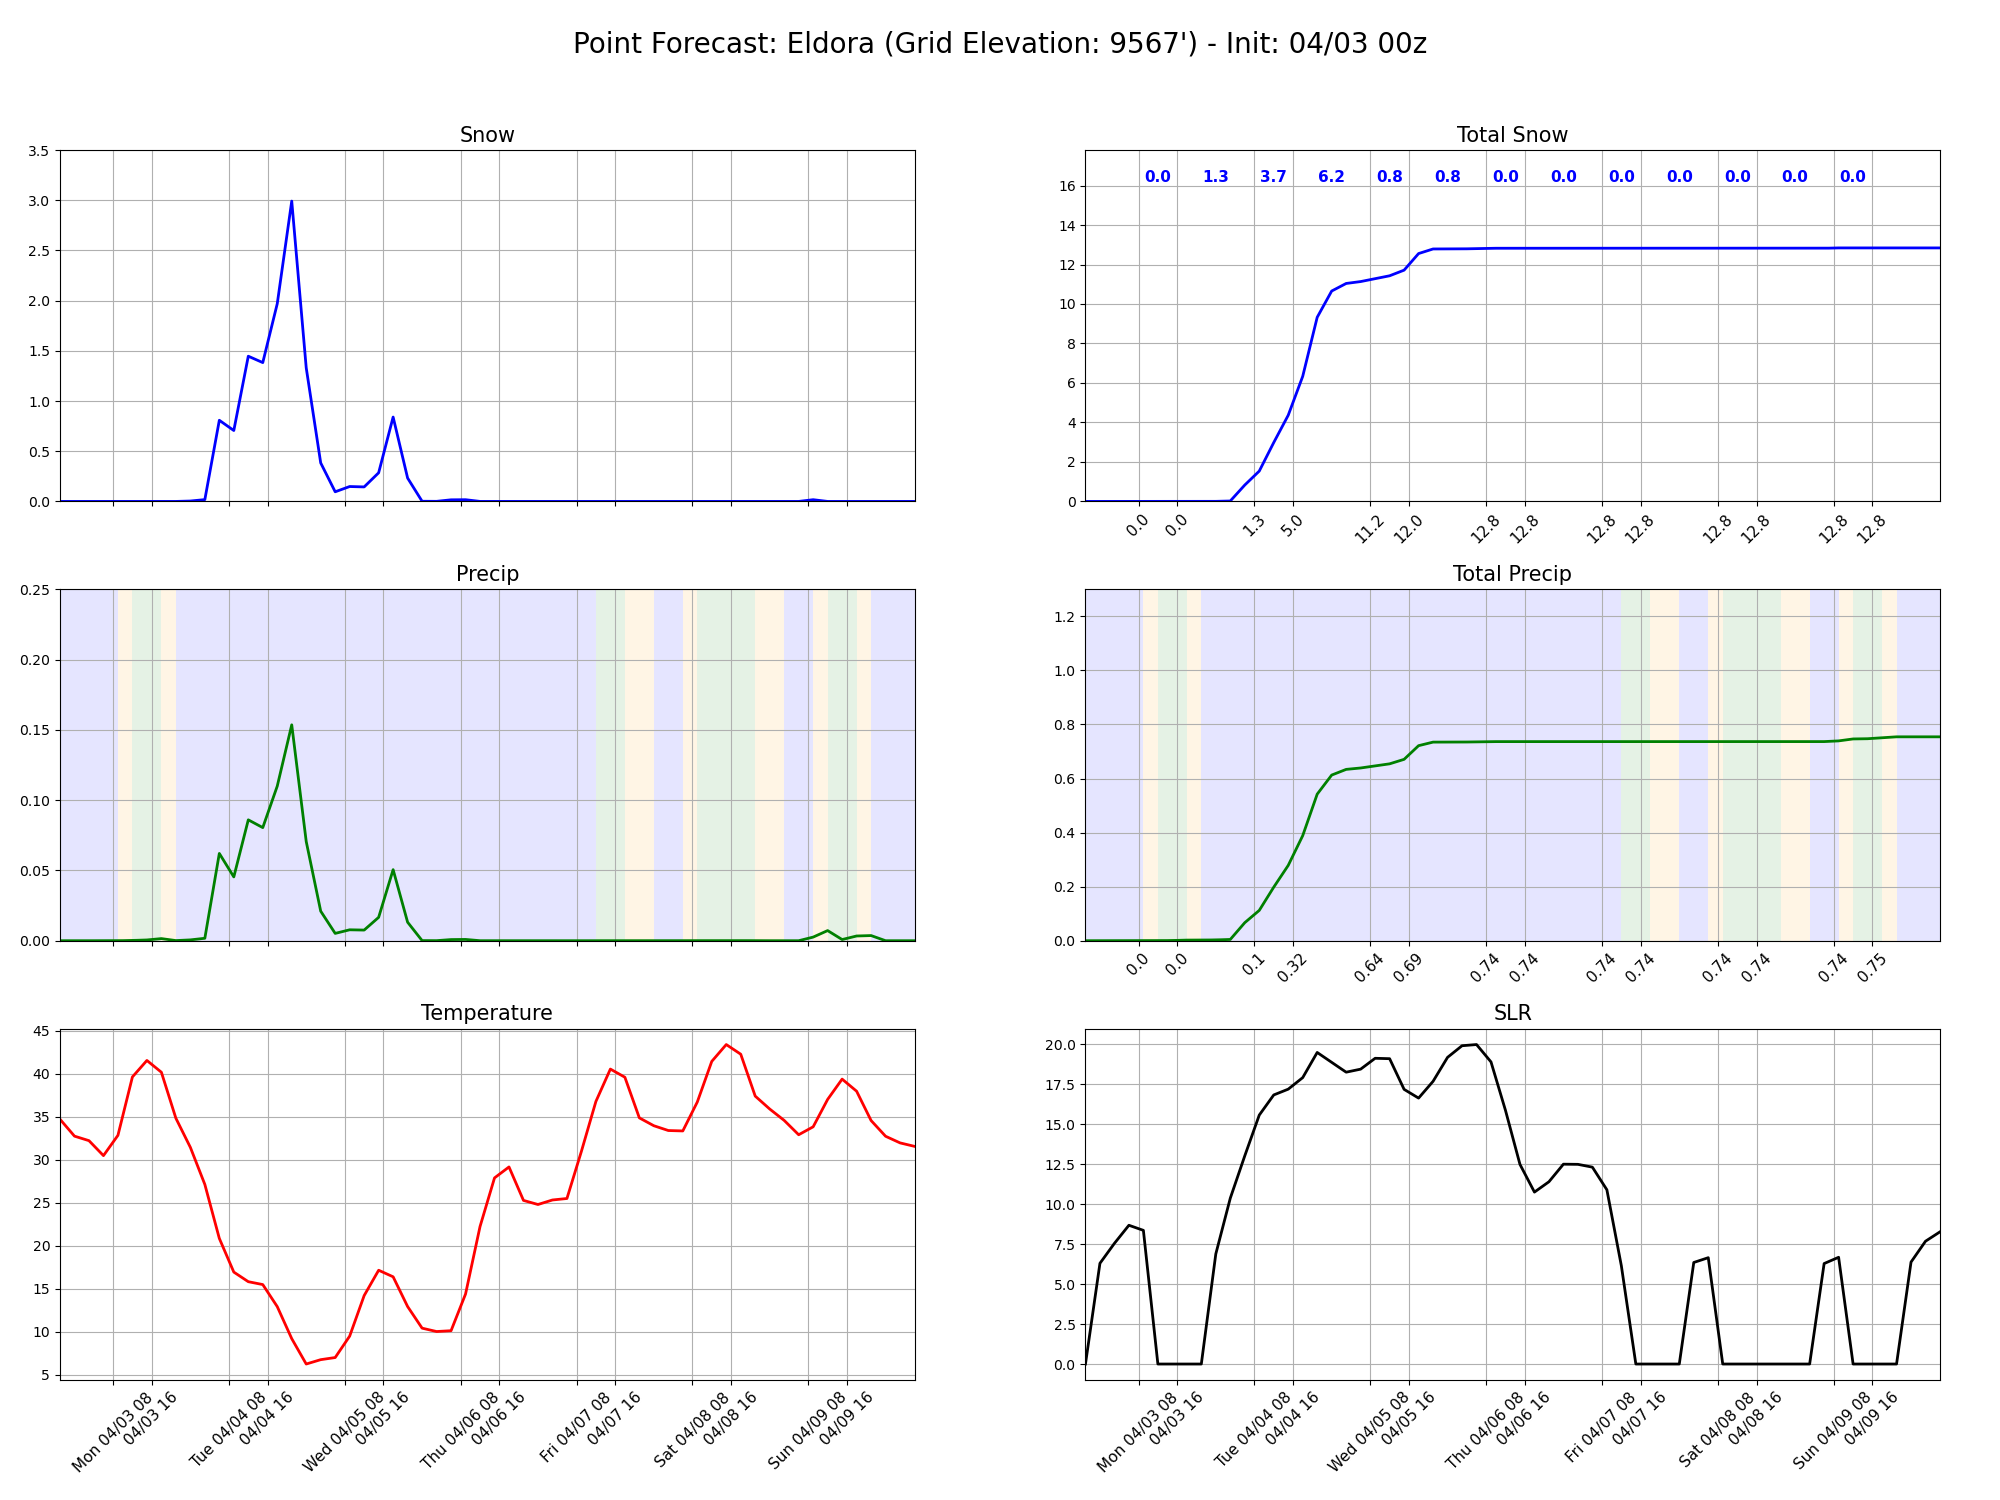 Point Forecast: Eldora (Grid Elevation: 9567') - Init: 04/03 00z
Snow
3.5
3.0
2.5
2.0
1.5
1.0
0.5
0.0
Total Snow
0.0 1.3 3.7 6.2 0.8 0.8 0.0 0.0 0.0 0.0 0.0 0.0 0.0
16
14
12
10
8
6
4
2
0
0.0 0.0 1.3 5.0 11.2 12.0 12.8 12.8 12.8 12.8 12.8 12.8 12.8 12.8
Precip
0.25
0.20
0.15
0.10
0.05
0.00
Total Precip
1.2
1.0
0.8
0.6
0.4
0.2
0.0
0.0 0.0 0.1 0.32 0.64 0.69 0.74 0.74 0.74 0.74 0.74 0.74 0.74 0.75
Temperature
45
40
35
30
25
20
15
10
5
Mon 04/03 08
04/03 16
Tue 04/04 08
04/04 16
Wed 04/05 08
04/05 16
Thu 04/06 08
04/06 16
Fri 04/07 08
04/07 16
Sat 04/08 08
04/08 16
Sun 04/09 08
04/09 16
SLR
20.0
17.5
15.0
12.5
10.0
7.5
5.0
2.5
0.0
Mon 04/03 08
04/03 16
Tue 04/04 08
04/04 16
Wed 04/05 08
04/05 16
Thu 04/06 08
04/06 16
Fri 04/07 08
04/07 16
Sat 04/08 08
04/08 16
Sun 04/09 08
04/09 16